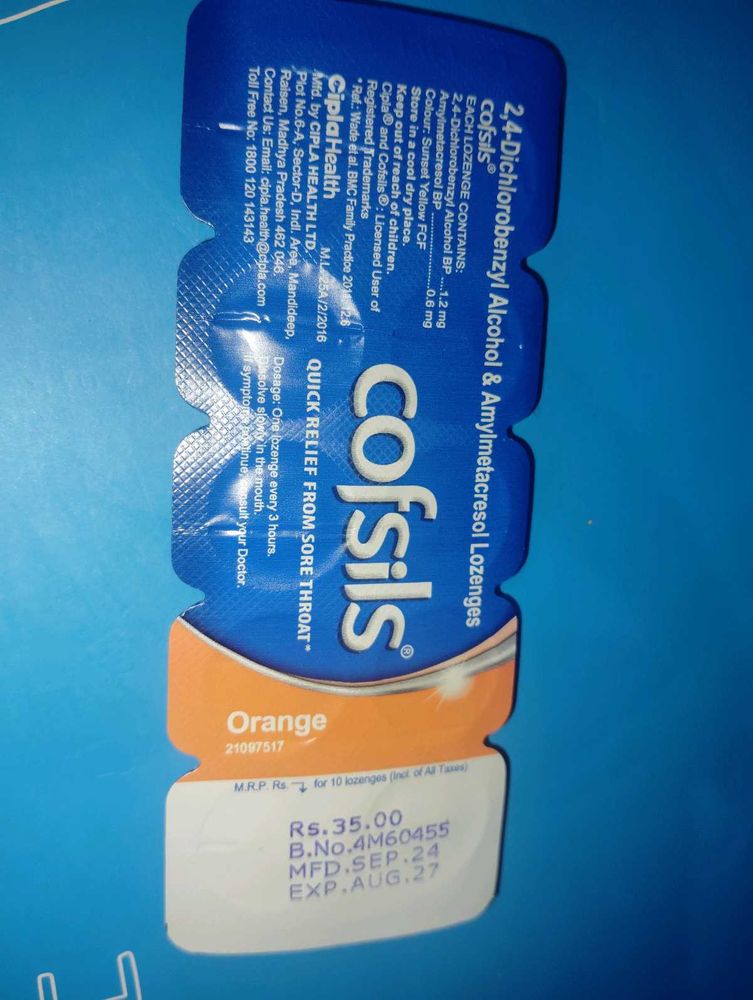 2,4-Dichlorobenzyl Alcohol & Amylmetacresol Lozenges
cofsils®
EACH LOZENGE CONTAINS:
2,4-Dichlorobenzyl Alcohol BP ....1.2 mg
Amylmetacresol BP ....................0.6 mg
Colour: Sunset Yellow FCF
Store in a cool dry place.
Keep out of reach of children.
Cipla® and Cofsils®: Licensed User of
Registered Trademarks
* Ref.: Wade et al. BMC Family Practice
CiplaHealth
Mfd. by CIPLA HEALTH LTD.
Plot No.6-A, Sector-D, Indl. Area, Mandideep,
Raisen, Madhya Pradesh 462 046.
Contact Us: Email: cipla.health@cipla.com
Toll Free No: 1800 120 143143
cofsils®
QUICK RELIEF FROM SORE THROAT*
Dosage: One lozenge every 3 hours.
Dissolve slowly in the mouth.
If symptoms continue, consult your Doctor.
Orange
21097517
M.R.P. Rs. for 10 lozenges (Incl. of All Taxes)
Rs.35.00
B.No.4M60455
MFD.SEP.24
EXP.AUG.27